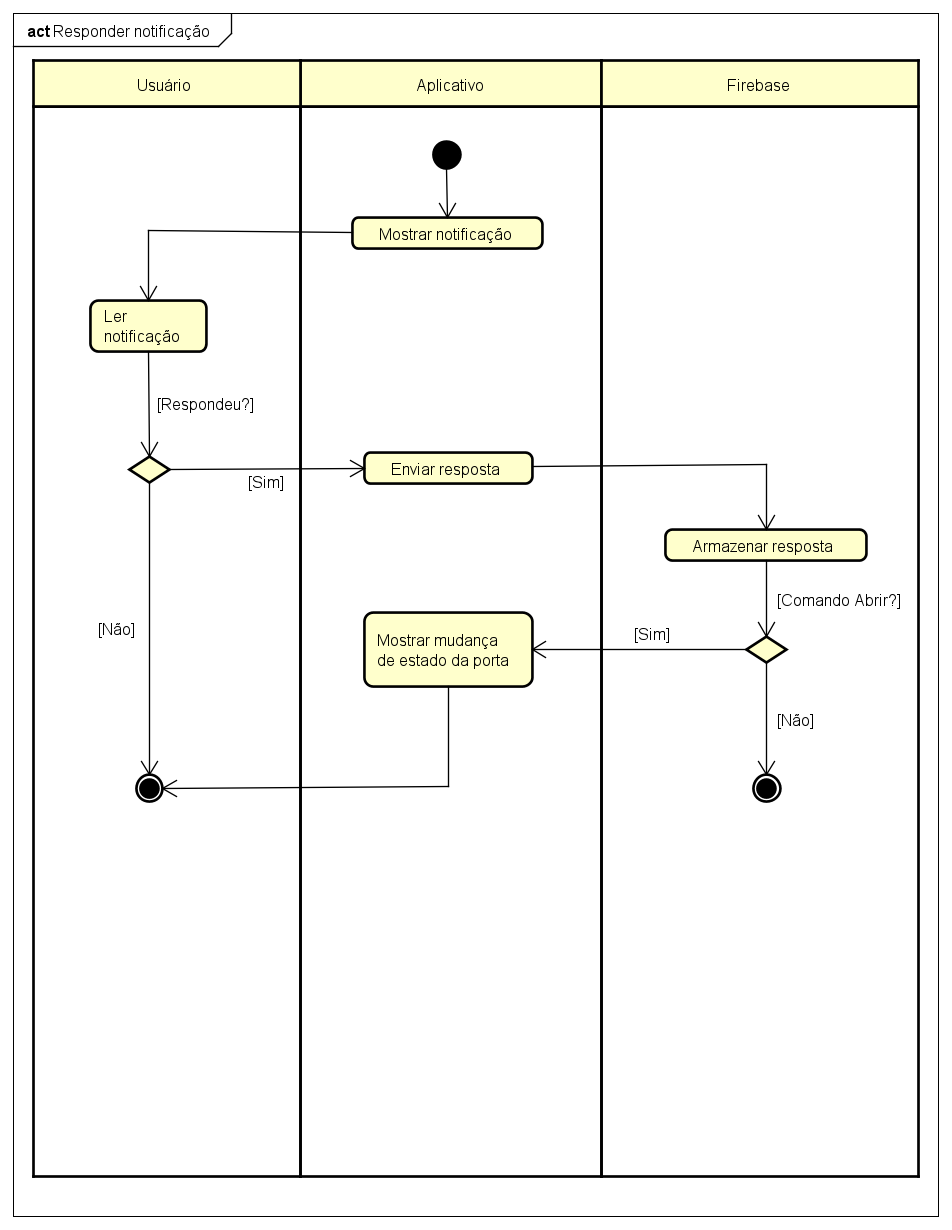 act Responder notificação
Usuário
Aplicativo
Firebase
Mostrar notificação
Ler
notificação
[Respondeu?]
Enviar resposta
[Sim]
Armazenar resposta
[Comando Abrir?]
[Não]
[Sim]
Mostrar mudança
de estado da porta
[Não]